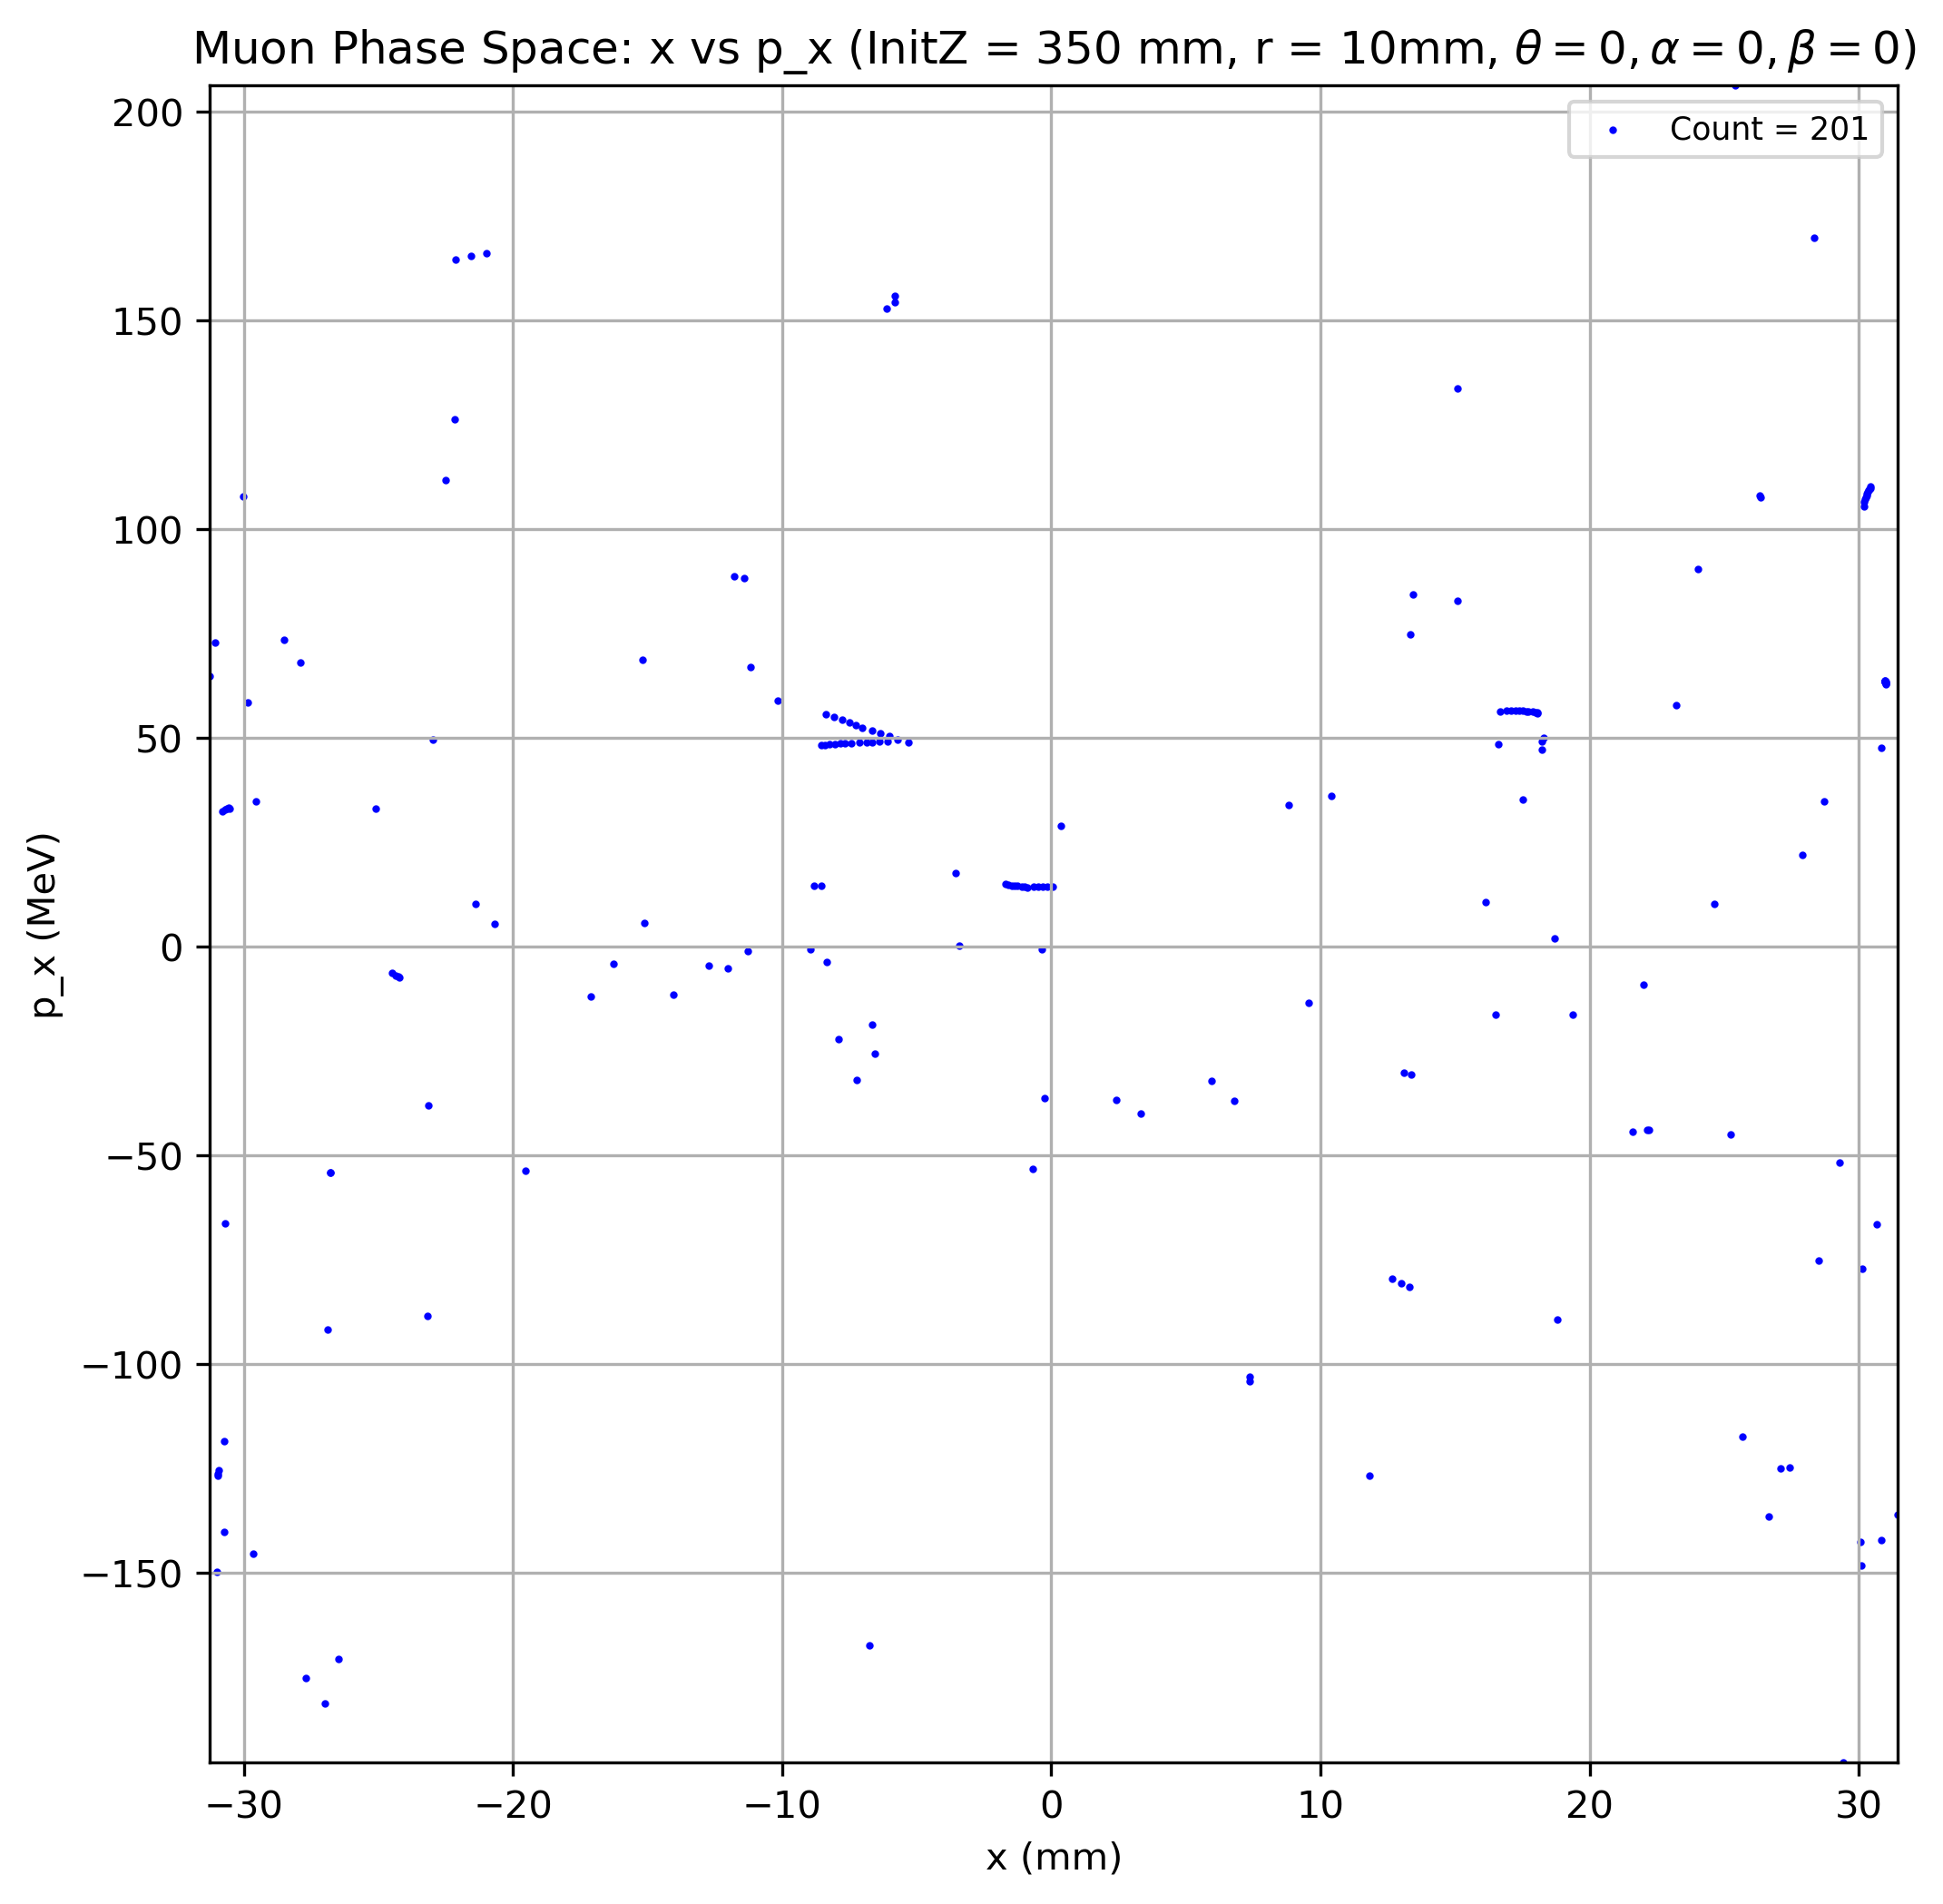 Muon Phase Space: x vs p_x (InitZ = 350 mm, r = 10mm, θ = 0, α = 0, β = 0)
Count = 201
200
150
100
50
0
−50
−100
−150
p_x (MeV)
−30 −20 −10 0 10 20 30
x (mm)